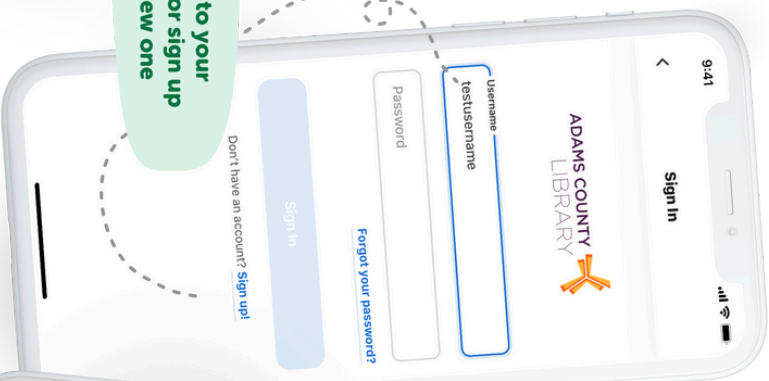 to your
or sign up
ew one
9:41
Sign In
ADAMS COUNTY
LIBRARY
Username
testusername
Password
Forgot your password?
Sign In
Don't have an account? Sign up!